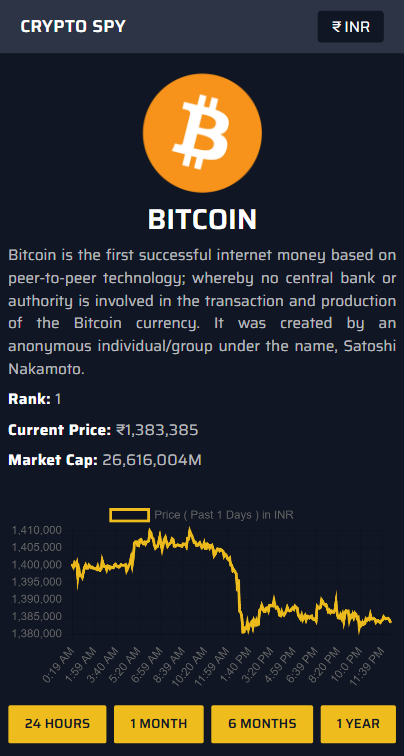 CRYPTO SPY
₹ INR
BITCOIN
Bitcoin is the first successful internet money based on
peer-to-peer technology; whereby no central bank or
authority is involved in the transaction and production
of the Bitcoin currency. It was created by an
anonymous individual/group under the name, Satoshi
Nakamoto.
Rank: 1
Current Price: ₹1,383,385
Market Cap: 26,616,004M
Price ( Past 1 Days ) in INR
1,410,000
1,405,000
1,400,000
1,395,000
1,390,000
1,385,000
1,380,000
0:19 AM
1:59 AM
3:40 AM
5:20 AM
6:59 AM
8:39 AM
10:20 AM
11:59 AM
1:40 PM
3:20 PM
4:59 PM
6:39 PM
8:20 PM
10:0 PM
11:39 PM
24 HOURS
1 MONTH
6 MONTHS
1 YEAR